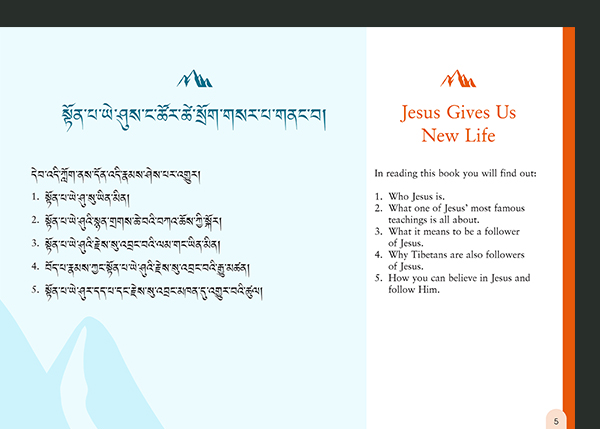 སྟོན་པ་ཡེ་ཤུས་ང་ཚོར་ཚེ་སྲོག་གསར་པ་གནང་བ།
དེབ་འདི་ཀློག་ནས་དོན་འདི་རྣམས་ཤེས་པར་འགྱུར།
1. སྟོན་པ་ཡེ་ཤུ་སུ་ཡིན་མིན།
2. སྟོན་པ་ཡེ་ཤུའི་སྙན་གྲགས་ཆེ་བའི་བཀའ་ཆོས་ཀྱི་སྐོར།
3. སྟོན་པ་ཡེ་ཤུའི་རྗེས་སུ་འབྲང་བའི་ལམ་གང་ཡིན་མིན།
4. བོད་པ་རྣམས་ཀྱང་སྟོན་པ་ཡེ་ཤུའི་རྗེས་སུ་འབྲང་བའི་རྒྱུ་མཚན།
5. སྟོན་པ་ཡེ་ཤུར་དད་པ་དང་རྗེས་སུ་འབྲང་མཁན་དུ་འགྱུར་བའི་ཚུལ།
Jesus Gives Us
New Life
In reading this book you will find out:
1. Who Jesus is.
2. What one of Jesus’ most famous
teachings is all about.
3. What it means to be a follower
of Jesus.
4. Why Tibetans are also followers
of Jesus.
5. How you can believe in Jesus and
follow Him.
5